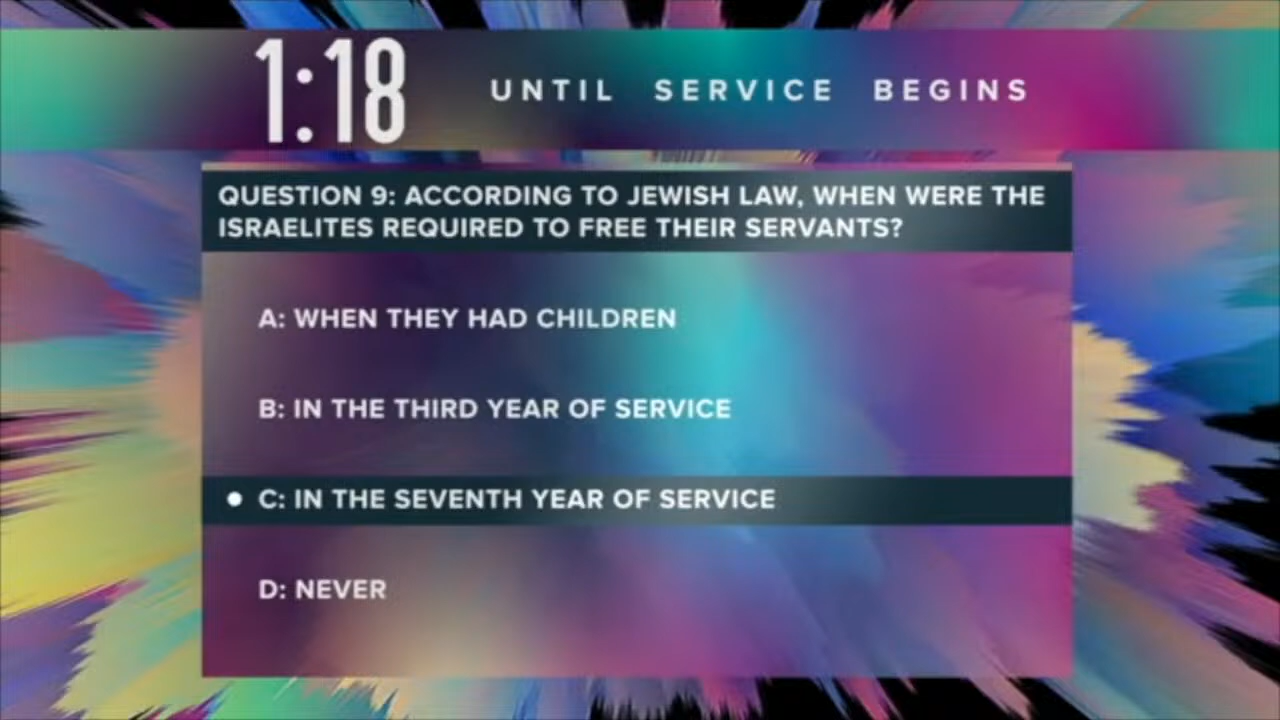 1:18 UNTIL SERVICE BEGINS
QUESTION 9: ACCORDING TO JEWISH LAW, WHEN WERE THE
ISRAELITES REQUIRED TO FREE THEIR SERVANTS?
A: WHEN THEY HAD CHILDREN
B: IN THE THIRD YEAR OF SERVICE
C: IN THE SEVENTH YEAR OF SERVICE
D: NEVER